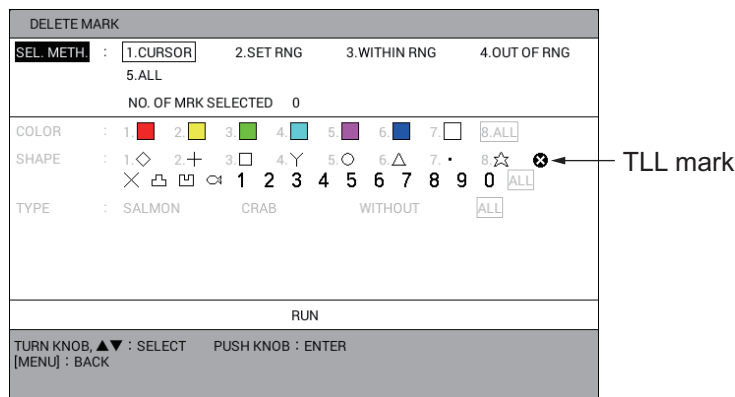 DELETE MARK
SEL. METH. : 1.CURSOR 2.SET RNG 3.WITHIN RNG 4.OUT OF RNG
5.ALL
NO. OF MRK SELECTED 0
COLOR : 1. 2. 3. 4. 5. 6. 7. 8.ALL
SHAPE : 1. 2. 3. 4. 5. 6. 7. 8.
TLL mark
1 2 3 4 5 6 7 8 9 0 ALL
TYPE : SALMON CRAB WITHOUT ALL
RUN
TURN KNOB, ▲▼ : SELECT PUSH KNOB : ENTER
[MENU] : BACK